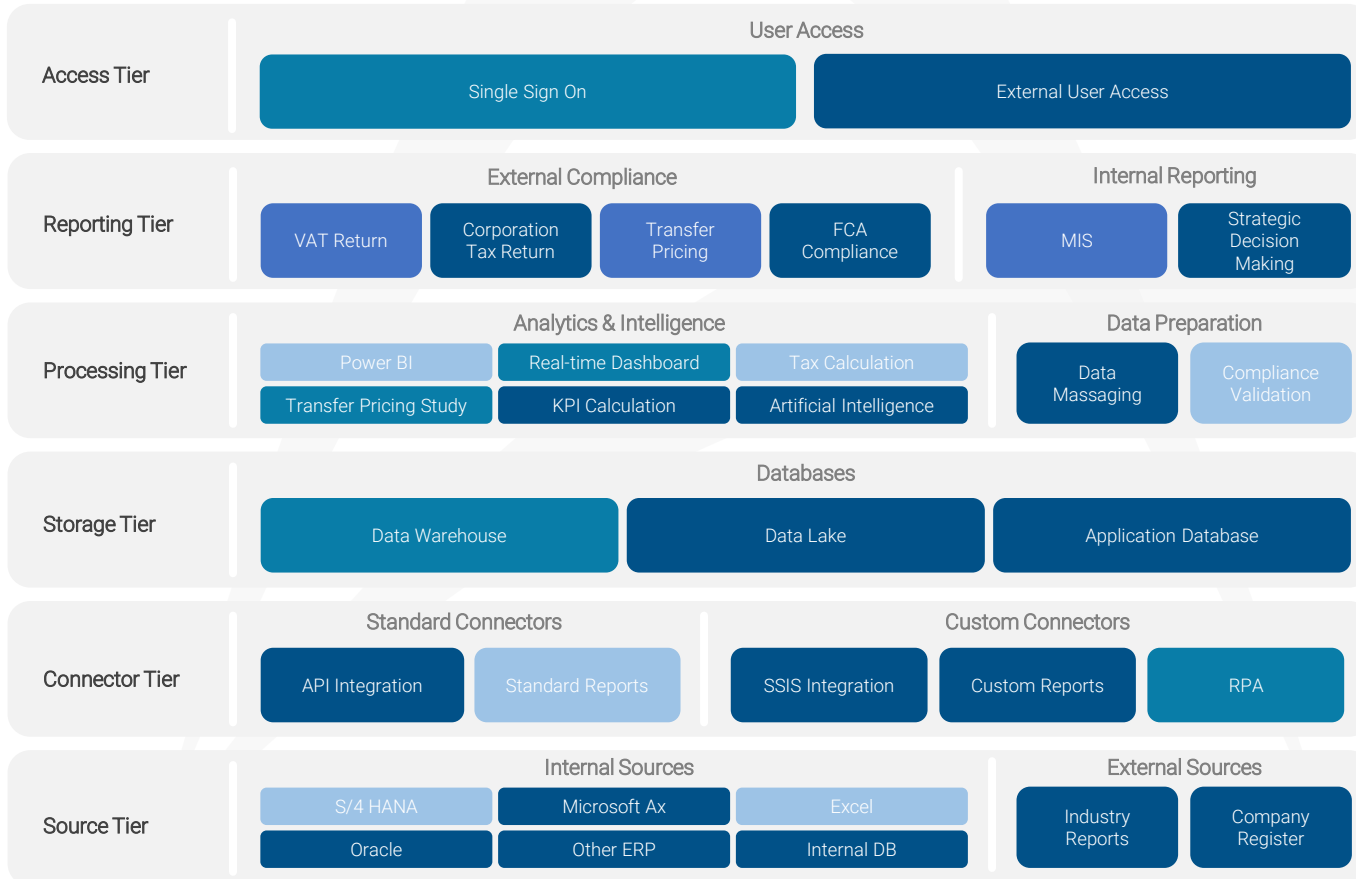 User Access
Access Tier
Single Sign On
External User Access
External Compliance
Internal Reporting
Reporting Tier
VAT Return
Corporation
Tax Return
Transfer
Pricing
FCA
Compliance
MIS
Strategic
Decision
Making
Analytics & Intelligence
Data Preparation
Processing Tier
Power BI
Real-time Dashboard
Tax Calculation
Transfer Pricing Study
KPI Calculation
Artificial Intelligence
Data
Massaging
Compliance
Validation
Databases
Storage Tier
Data Warehouse
Data Lake
Application Database
Standard Connectors
Custom Connectors
Connector Tier
API Integration
Standard Reports
SSIS Integration
Custom Reports
RPA
Internal Sources
External Sources
Source Tier
S/4 HANA
Microsoft Ax
Excel
Oracle
Other ERP
Internal DB
Industry
Reports
Company
Register